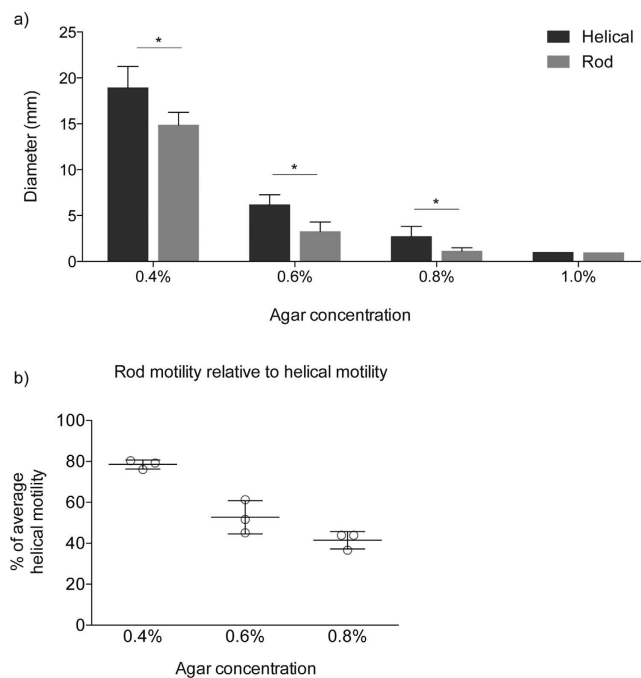 a)
Helical
Rod
*
*
*
25
20
15
10
5
0
Diameter (mm)
0.4% 0.6% 0.8% 1.0%
Agar concentration
b)
Rod motility relative to helical motility
100
80
60
40
20
0
% of average
helical motility
0.4% 0.6% 0.8%
Agar concentration